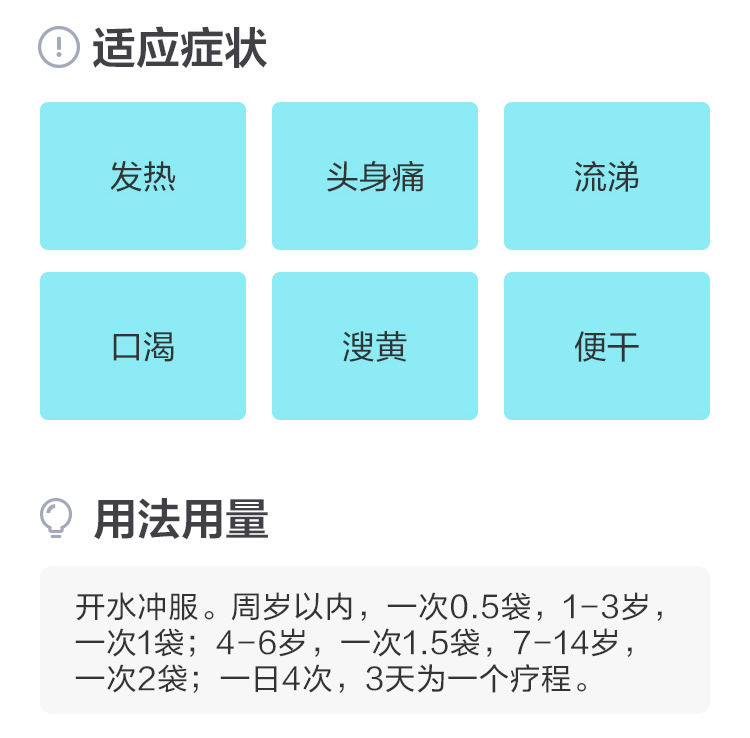 适应症状
发热
头身痛
流涕
口渴
溲黄
便干
用法用量
开水冲服。周岁以内，一次0.5袋，1-3岁，
一次1袋；4-6岁，一次1.5袋，7-14岁，
一次2袋；一日4次，3天为一个疗程。